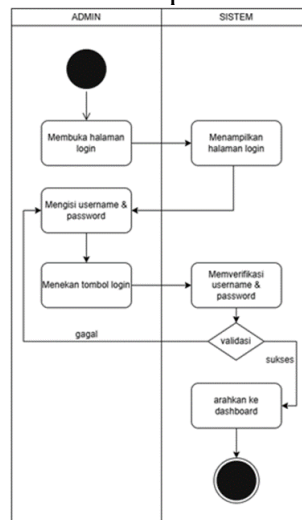 ADMIN
SISTEM
Membuka halaman
login
Menampilkan
halaman login
Mengisi username &
password
Menekan tombol login
Memverifikasi
username &
password
gagal
validasi
sukses
arahkan ke
dashboard